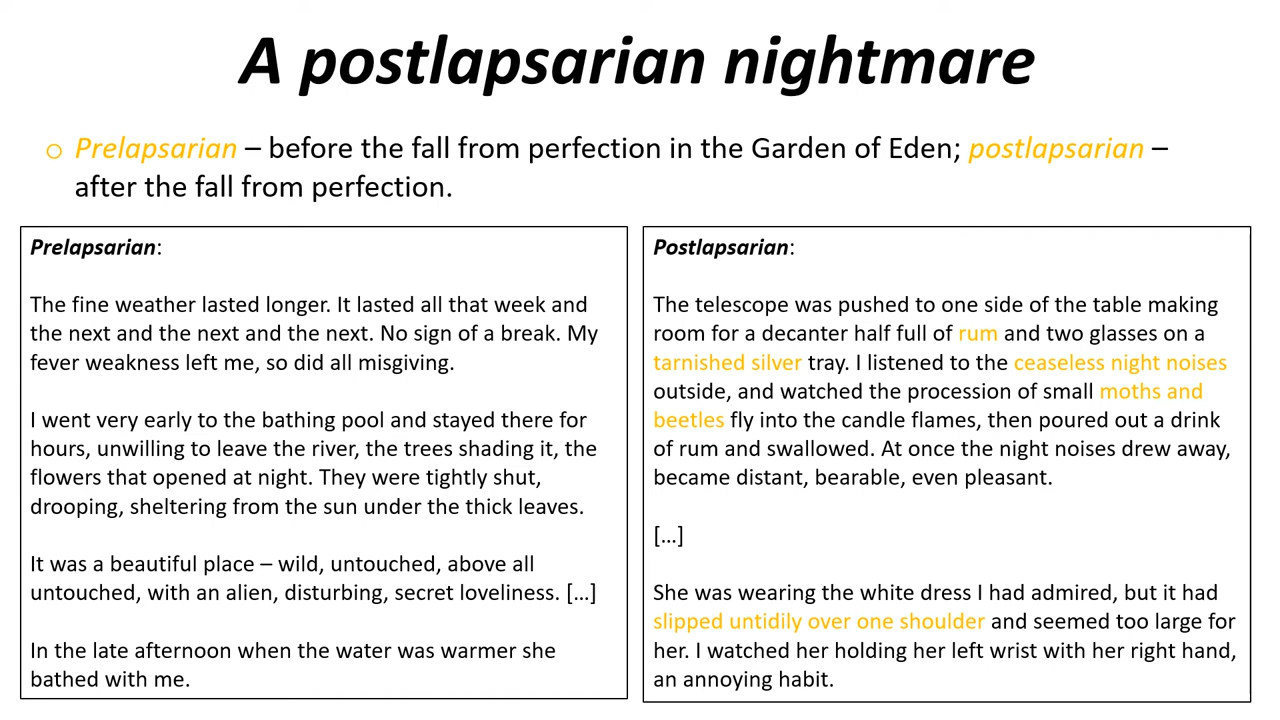 A postlapsarian nightmare
Prelapsarian – before the fall from perfection in the Garden of Eden; postlapsarian –
after the fall from perfection.
Prelapsarian:
The fine weather lasted longer. It lasted all that week and
the next and the next and the next. No sign of a break. My
fever weakness left me, so did all misgiving.
I went very early to the bathing pool and stayed there for
hours, unwilling to leave the river, the trees shading it, the
flowers that opened at night. They were tightly shut,
drooping, sheltering from the sun under the thick leaves.
It was a beautiful place – wild, untouched, above all
untouched, with an alien, disturbing, secret loveliness. […]
In the late afternoon when the water was warmer she
bathed with me.
Postlapsarian:
The telescope was pushed to one side of the table making
room for a decanter half full of rum and two glasses on a
tarnished silver tray. I listened to the ceaseless night noises
outside, and watched the procession of small moths and
beetles fly into the candle flames, then poured out a drink
of rum and swallowed. At once the night noises drew away,
became distant, bearable, even pleasant.
[…]
She was wearing the white dress I had admired, but it had
slipped untidily over one shoulder and seemed too large for
her. I watched her holding her left wrist with her right hand,
an annoying habit.